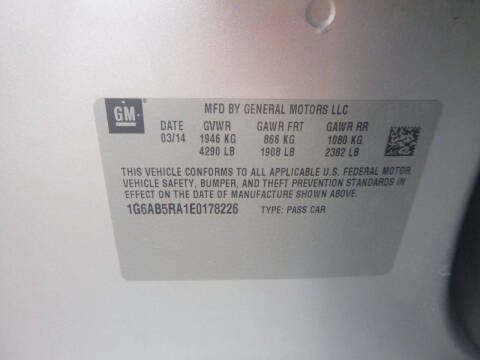 GM
MFD BY GENERAL MOTORS LLC
DATE GVWR GAWR FRT GAWR RR
03/14 1946 KG 866 KG 1080 KG
4290 LB 1908 LB 2382 LB
THIS VEHICLE CONFORMS TO ALL APPLICABLE U.S. FEDERAL MOTOR
VEHICLE SAFETY, BUMPER, AND THEFT PREVENTION STANDARDS IN
EFFECT ON THE DATE OF MANUFACTURE SHOWN ABOVE.
1G6AB5RA1E0178226 TYPE: PASS CAR